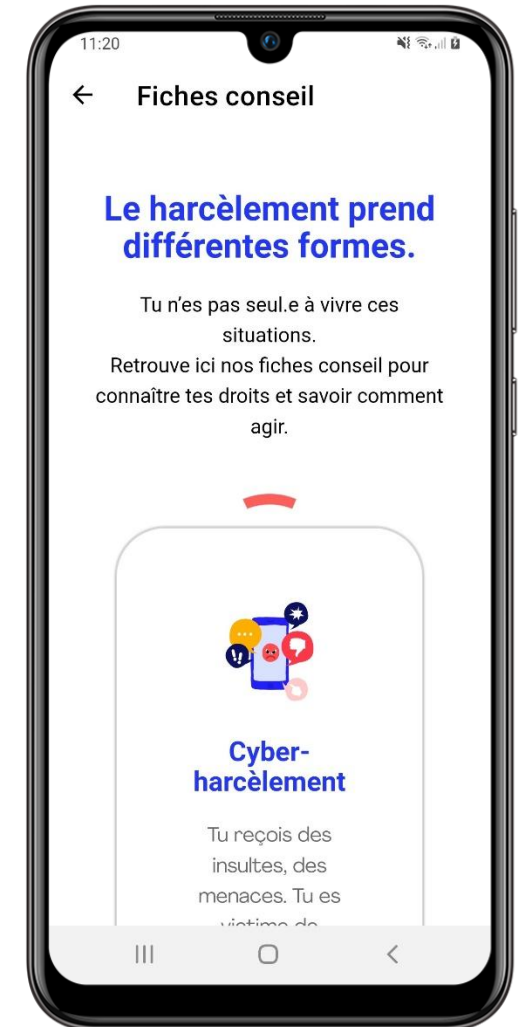 11:20
Fiches conseil
Le harcèlement prend
différentes formes.
Tu n’es pas seul.e à vivre ces
situations.
Retrouve ici nos fiches conseil pour
connaître tes droits et savoir comment
agir.
Cyber-
harcèlement
Tu reçois des
insultes, des
menaces. Tu es
victime de